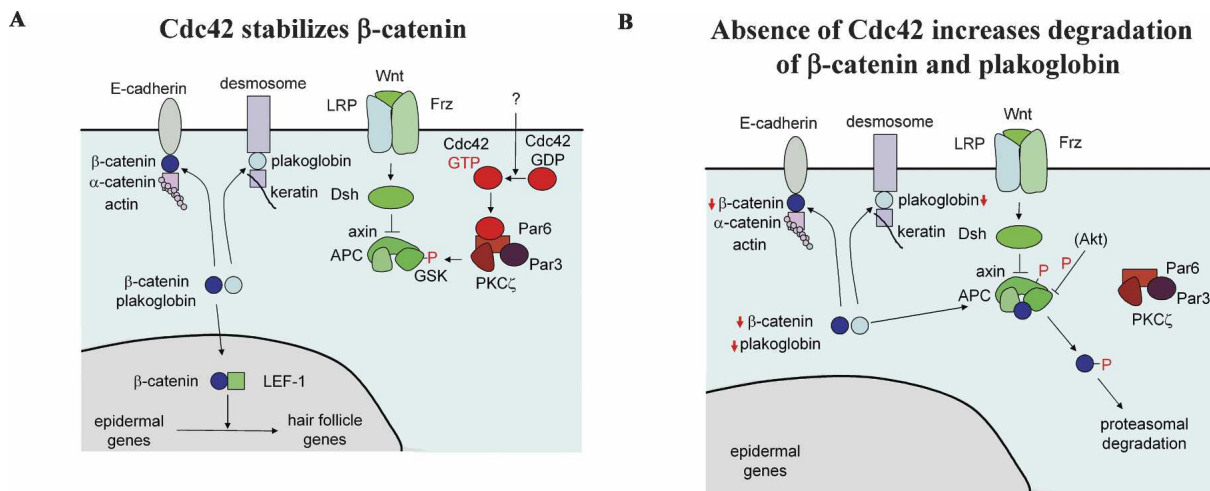 A
Cdc42 stabilizes β-catenin
E-cadherin
desmosome
Wnt
LRP
Frz
?
β-catenin
α-catenin
actin
plakoglobin
keratin
Cdc42
GTP
Cdc42
GDP
Dsh
axin
APC
P
GSK
Par6
Par3
PKCζ
β-catenin
plakoglobin
β-catenin
LEF-1
epidermal
genes
hair follicle
genes
B
Absence of Cdc42 increases degradation
of β-catenin and plakoglobin
E-cadherin
desmosome
Wnt
LRP
Frz
β-catenin
α-catenin
actin
plakoglobin
keratin
Dsh
axin
APC
P
P
(Akt)
Par6
Par3
PKCζ
β-catenin
plakoglobin
P
proteasomal
degradation
epidermal
genes